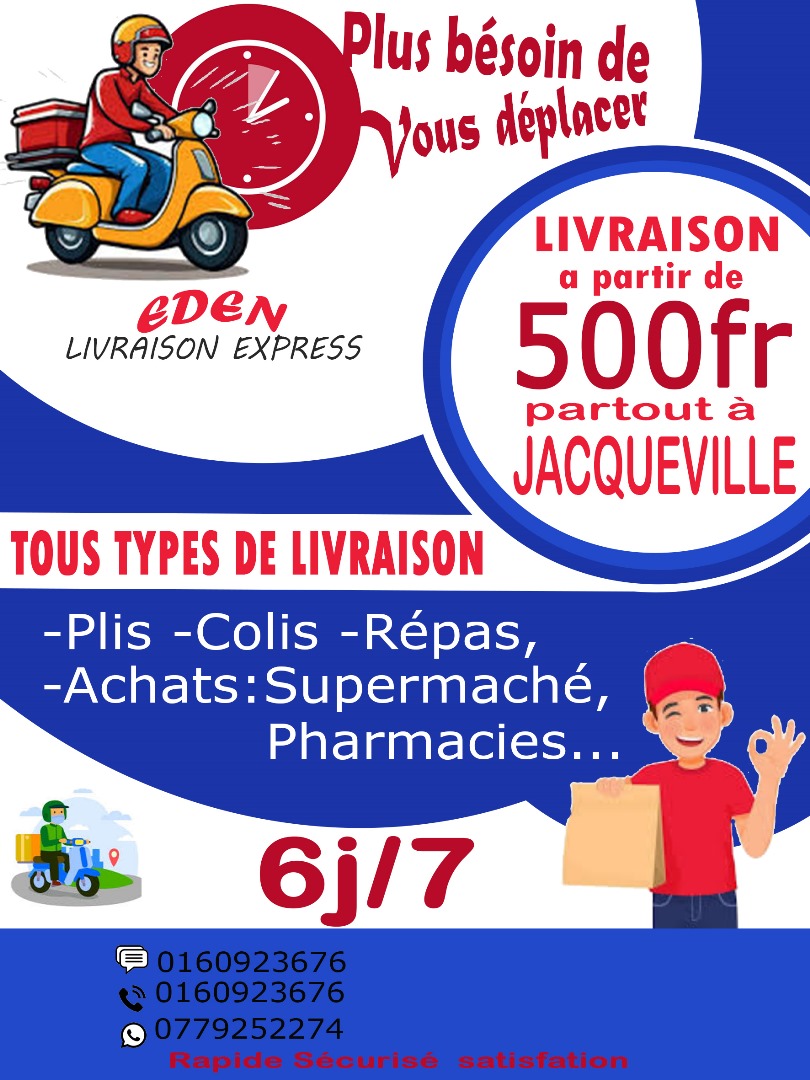 Plus bésoin de
Vous déplacer
EDEN
LIVRAISON EXPRESS
LIVRAISON
a partir de
500fr
partout à
JACQUEVILLE
TOUS TYPES DE LIVRAISON
-Plis -Colis -Répas,
-Achats:Supermaché,
Pharmacies...
6j/7
0160923676
0160923676
0779252274
Rapide Sécurisé satisfation